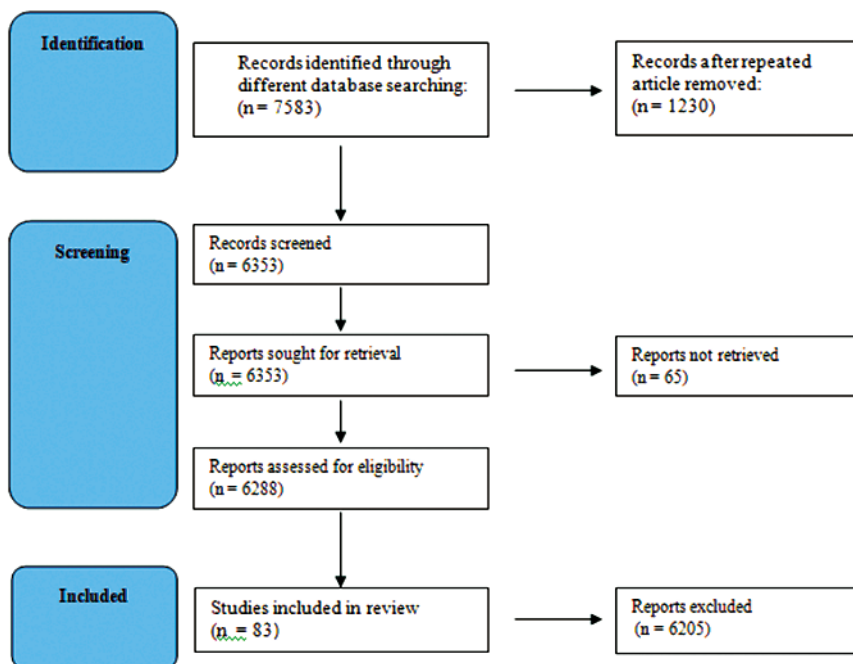 Identification
Records identified through
different database searching:
(n = 7583)
Records after repeated
article removed:
(n = 1230)
Screening
Records screened
(n = 6353)
Reports sought for retrieval
(n = 6353)
Reports not retrieved
(n = 65)
Reports assessed for eligibility
(n = 6288)
Included
Studies included in review
(n = 83)
Reports excluded
(n = 6205)